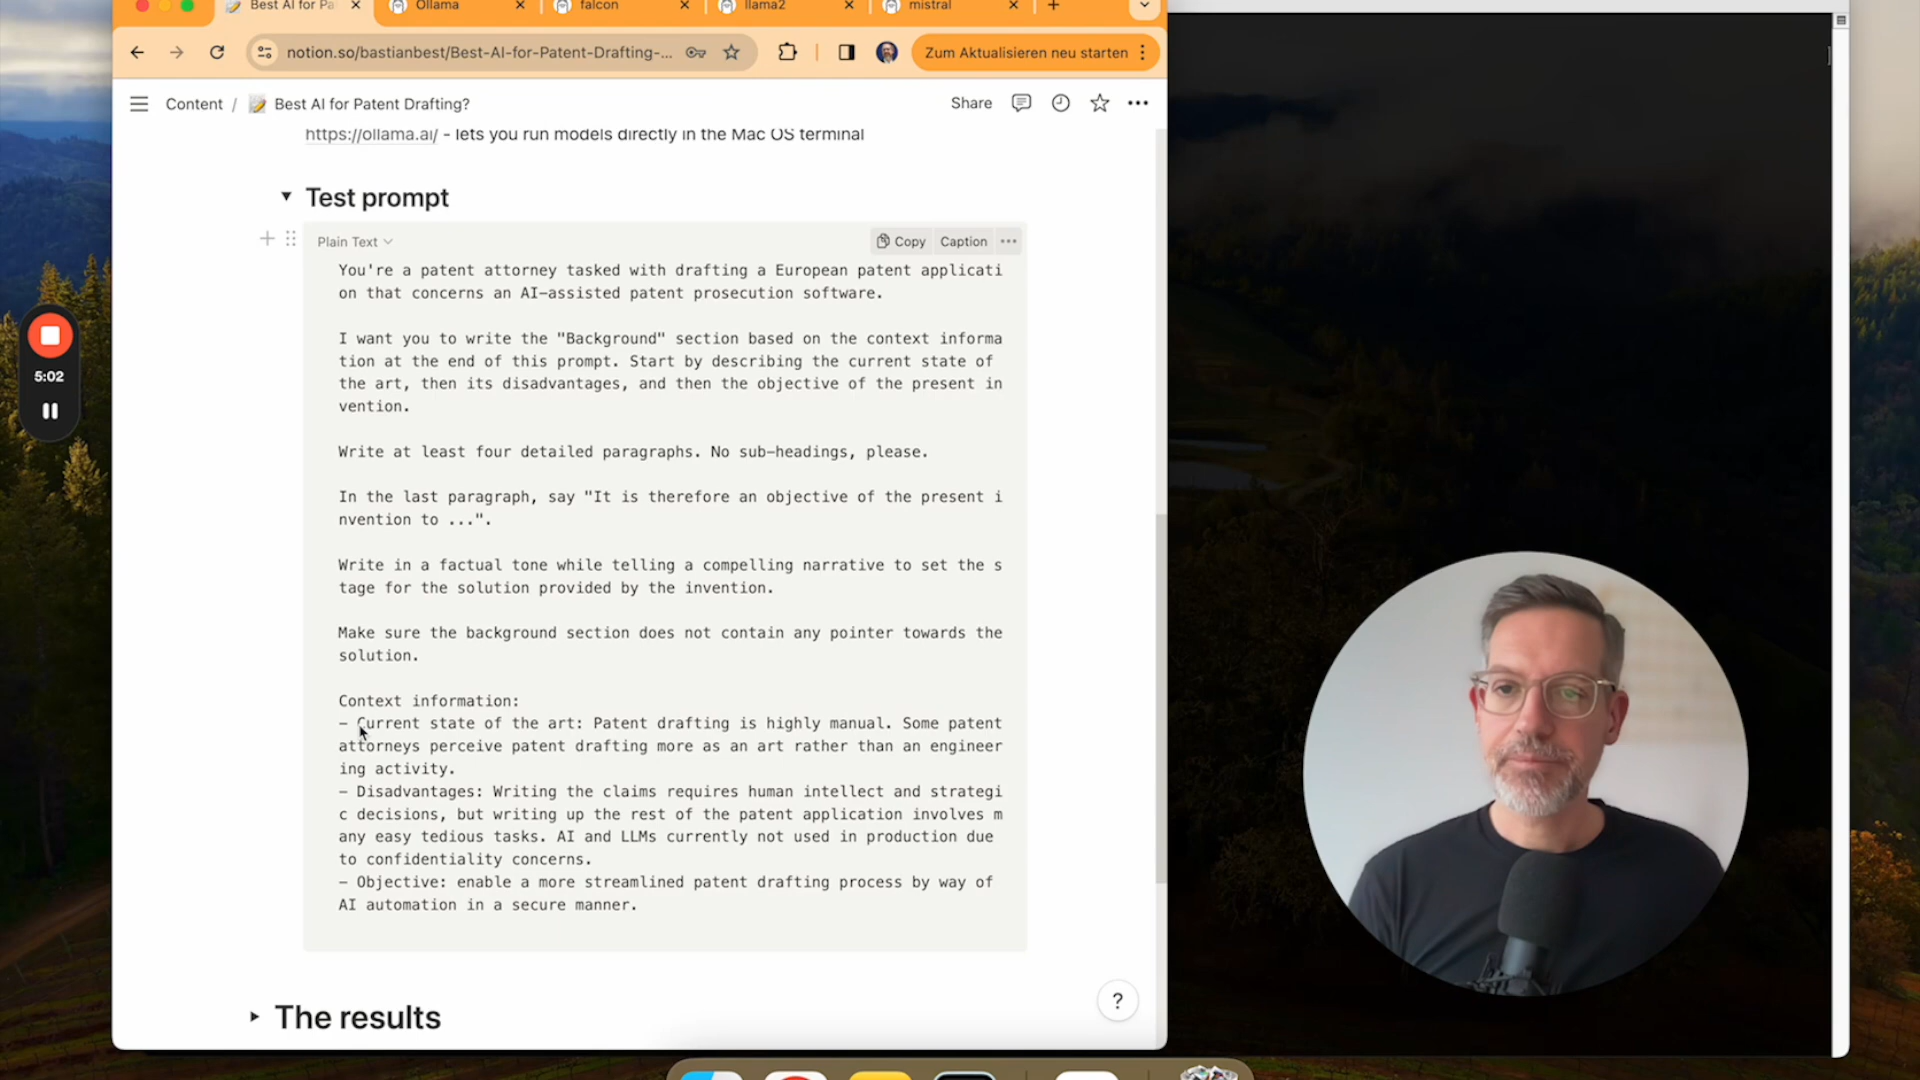 Best AI for Pa
Ollama
falcon
llama2
mistral
notion.so/bastianbest/Best-AI-for-Patent-Drafting-...
Zum Aktualisieren neu starten
Content / Best AI for Patent Drafting?
Share
https://ollama.ai/ - lets you run models directly in the Mac OS terminal
Test prompt
Plain Text
Copy Caption
You're a patent attorney tasked with drafting a European patent applicati
on that concerns an AI-assisted patent prosecution software.
I want you to write the "Background" section based on the context informa
tion at the end of this prompt. Start by describing the current state of
the art, then its disadvantages, and then the objective of the present in
vention.
Write at least four detailed paragraphs. No sub-headings, please.
In the last paragraph, say "It is therefore an objective of the present i
nvention to ...".
Write in a factual tone while telling a compelling narrative to set the s
tage for the solution provided by the invention.
Make sure the background section does not contain any pointer towards the
solution.
Context information:
- Current state of the art: Patent drafting is highly manual. Some patent
attorneys perceive patent drafting more as an art rather than an engineer
ing activity.
- Disadvantages: Writing the claims requires human intellect and strategi
c decisions, but writing up the rest of the patent application involves m
any easy tedious tasks. AI and LLMs currently not used in production due
to confidentiality concerns.
- Objective: enable a more streamlined patent drafting process by way of
AI automation in a secure manner.
The results
?
5:02